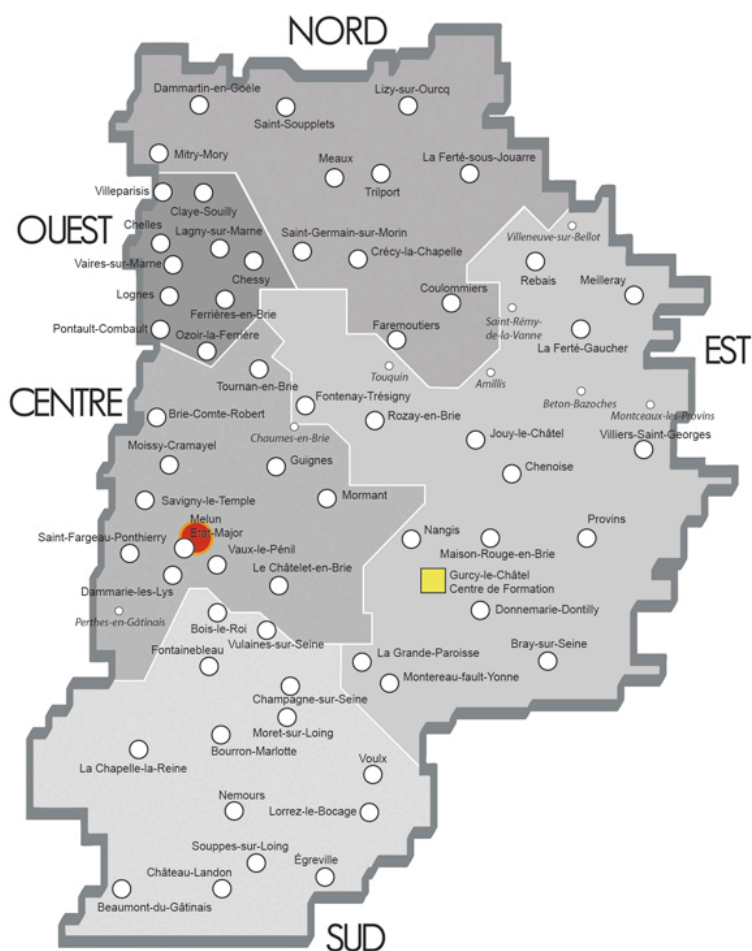 NORD
Dammartin-en-Goële
Lizy-sur-Ourcq
Saint-Soupplets
Mitry-Mory
Meaux
La Ferté-sous-Jouarre
Trilport
Villeparisis
Claye-Souilly
OUEST
Chelles
Lagny-sur-Marne
Saint-Germain-sur-Morin
Villeneuve-sur-Bellot
Vaires-sur-Marne
Crécy-la-Chapelle
Rebais
Chessy
Meilleray
Lognes
Coulommiers
Ferrières-en-Brie
Saint-Rémy-
de-la-Vanne
Pontault-Combault
Ozoir-la-Ferrière
Faremoutiers
La Ferté-Gaucher
EST
Touquin
Amillis
Tournan-en-Brie
CENTRE
Fontenay-Trésigny
Beton-Bazoches
Montceaux-les-Provins
Brie-Comte-Robert
Rozay-en-Brie
Chaumes-en-Brie
Jouy-le-Châtel
Villiers-Saint-Georges
Moissy-Cramayel
Guignes
Chenoise
Savigny-le-Temple
Mormant
Melun
Etat-Major
Nangis
Provins
Saint-Fargeau-Ponthierry
Vaux-le-Pénil
Maison-Rouge-en-Brie
Le Châtelet-en-Brie
Gurcy-le-Châtel
Centre de Formation
Dammarie-les-Lys
Perthes-en-Gâtinais
Donnemarie-Dontilly
Bois-le-Roi
Vulaines-sur-Seine
Fontainebleau
La Grande-Paroisse
Bray-sur-Seine
Montereau-fault-Yonne
Champagne-sur-Seine
Moret-sur-Loing
Bourron-Marlotte
La Chapelle-la-Reine
Voulx
Nemours
Lorrez-le-Bocage
Souppes-sur-Loing
Château-Landon
Égreville
Beaumont-du-Gâtinais
SUD